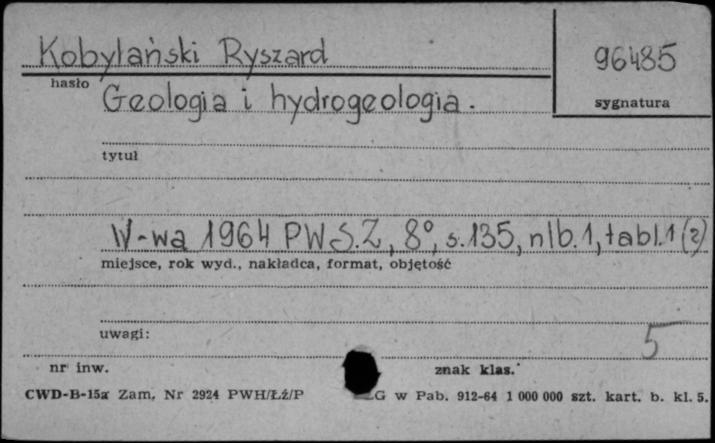 Kobylański Ryszard
96485
hasło
sygnatura
Geologia i hydrogeologia.
tytuł
W-wa 1964 PWSZ, 8°, s.135, nlb.1, tabl.1 (2)
miejsce, rok wyd., nakładca, format, objętość
uwagi:
5
nr inw.
znak klas.
CWD-B-15a Zam. Nr 2924 PWH/Łź/P
G w Pab. 912-64 1 000 000 szt. kart. b. kl. 5.